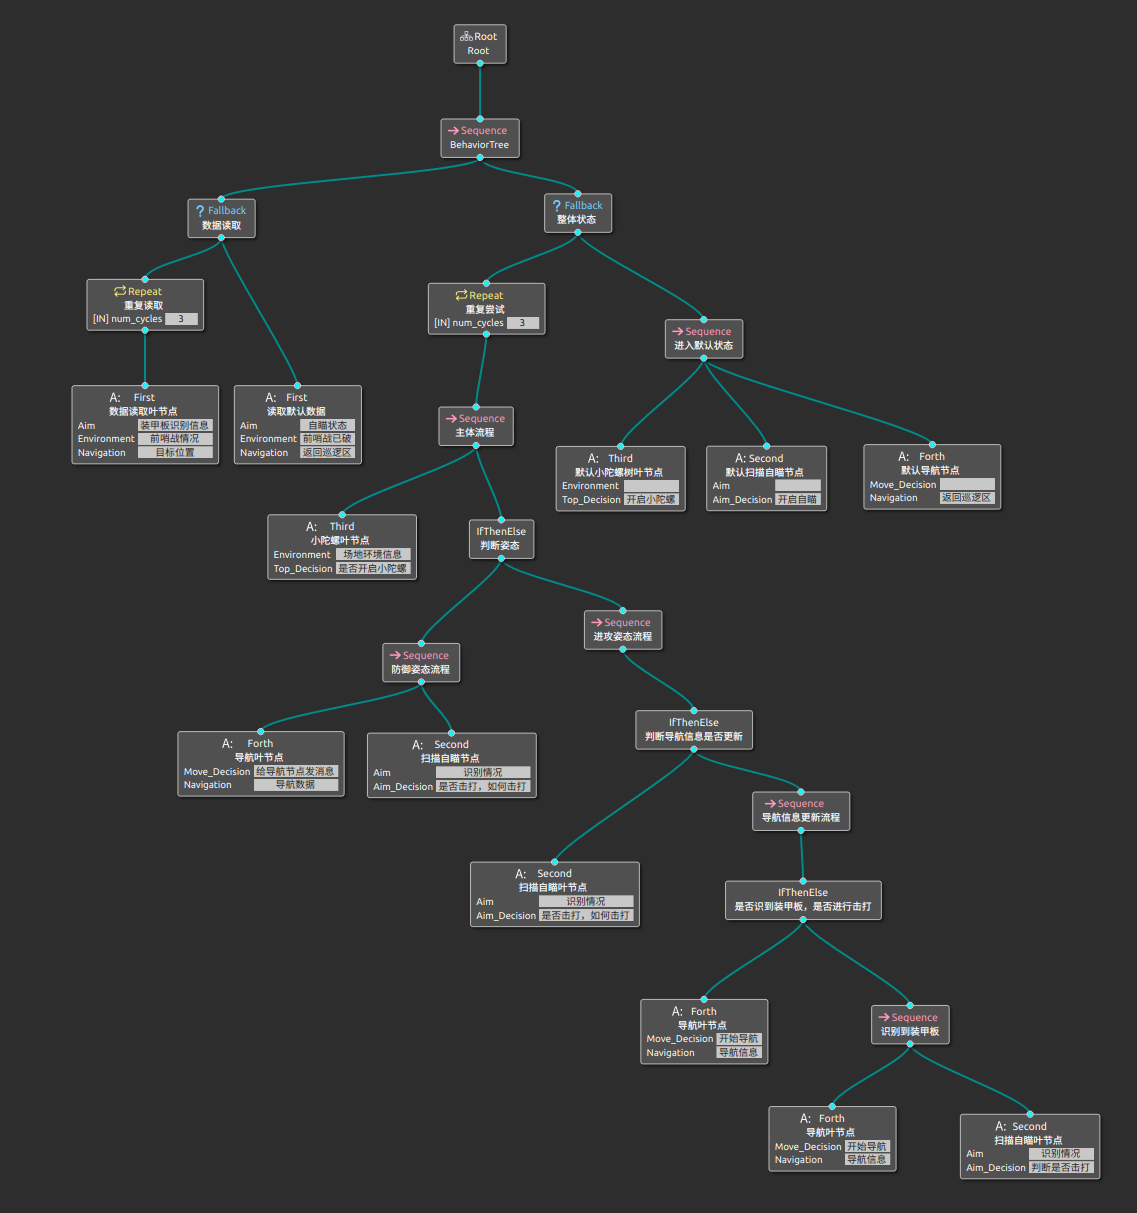 Root
Root
Sequence
BehaviorTree
Fallback
数据读取
Fallback
整体状态
Repeat
重复读取
[IN] num_cycles 3
Repeat
重复尝试
[IN] num_cycles 3
Sequence
进入默认状态
A: First
数据读取叶节点
Aim 装甲板识别信息
Environment 前哨战情况
Navigation 目标位置
A: First
读取默认数据
Aim 自瞄状态
Environment 前哨战已破
Navigation 返回巡逻区
Sequence
主体流程
A: Third
默认小陀螺树叶节点
Environment
Top_Decision 开启小陀螺
A: Second
默认扫描自瞄节点
Aim
Aim_Decision 开启自瞄
A: Forth
默认导航节点
Move_Decision
Navigation 返回巡逻区
A: Third
小陀螺叶节点
Environment 场地环境信息
Top_Decision 是否开启小陀螺
IfThenElse
判断姿态
Sequence
进攻姿态流程
Sequence
防御姿态流程
IfThenElse
判断导航信息是否更新
A: Forth
导航叶节点
Move_Decision 给导航节点发消息
Navigation 导航数据
A: Second
扫描自瞄节点
Aim 识别情况
Aim_Decision 是否击打，如何击打
Sequence
导航信息更新流程
A: Second
扫描自瞄叶节点
Aim 识别情况
Aim_Decision 是否击打，如何击打
IfThenElse
是否识到装甲板，是否进行击打
A: Forth
导航叶节点
Move_Decision 开始导航
Navigation 导航信息
Sequence
识别到装甲板
A: Forth
导航叶节点
Move_Decision 开始导航
Navigation 导航信息
A: Second
扫描自瞄叶节点
Aim 识别情况
Aim_Decision 判断是否击打